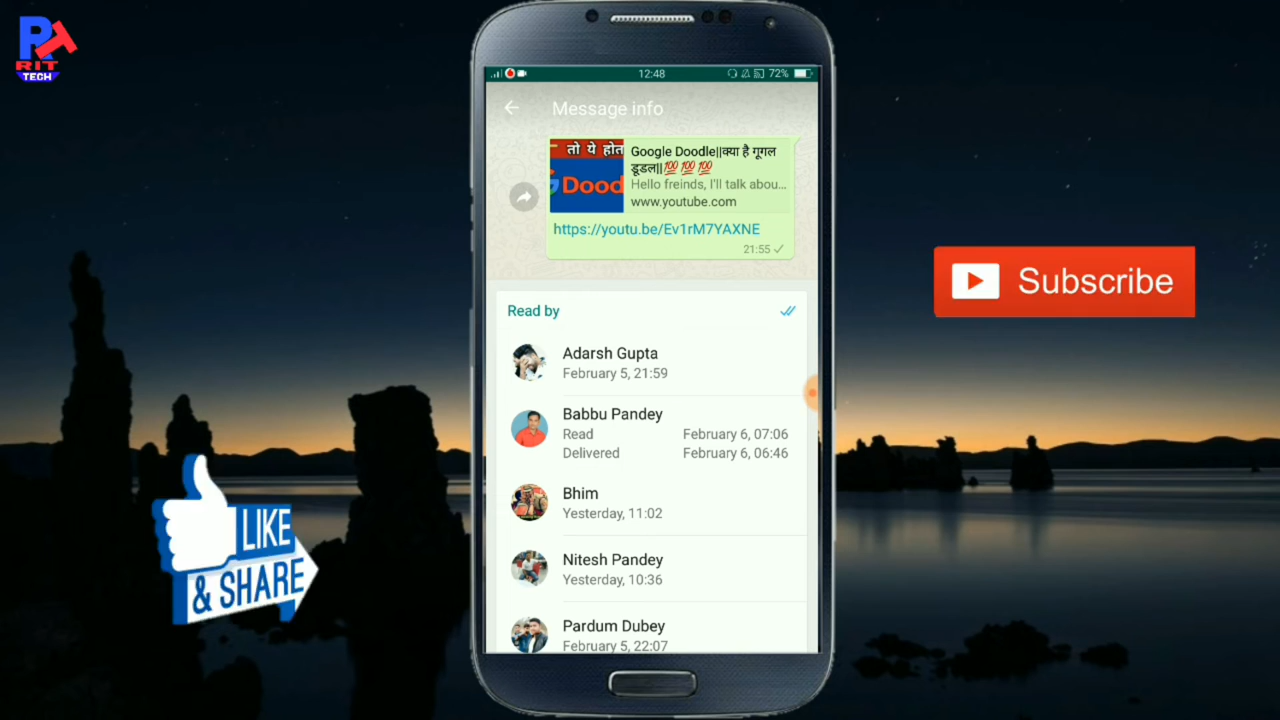 RIT
TECH
12:48
72%
Message info
तो ये होत
Dood
Google Doodle||क्या है गूगल
डूडल||💯💯💯
Hello freinds, I'll talk abou...
www.youtube.com
https://youtu.be/Ev1rM7YAXNE
21:55
Read by
Adarsh Gupta
February 5, 21:59
Babbu Pandey
Read February 6, 07:06
Delivered February 6, 06:46
Bhim
Yesterday, 11:02
Nitesh Pandey
Yesterday, 10:36
Pardum Dubey
February 5, 22:07
Subscribe
LIKE
& SHARE